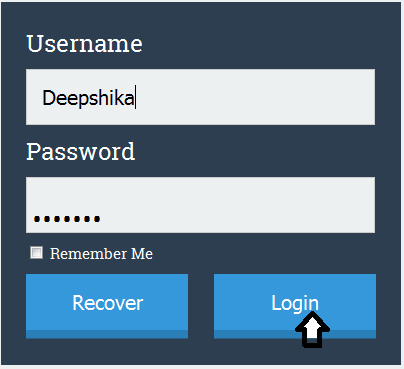 Username
Deepshika
Password
•••••••
Remember Me
Recover
Login